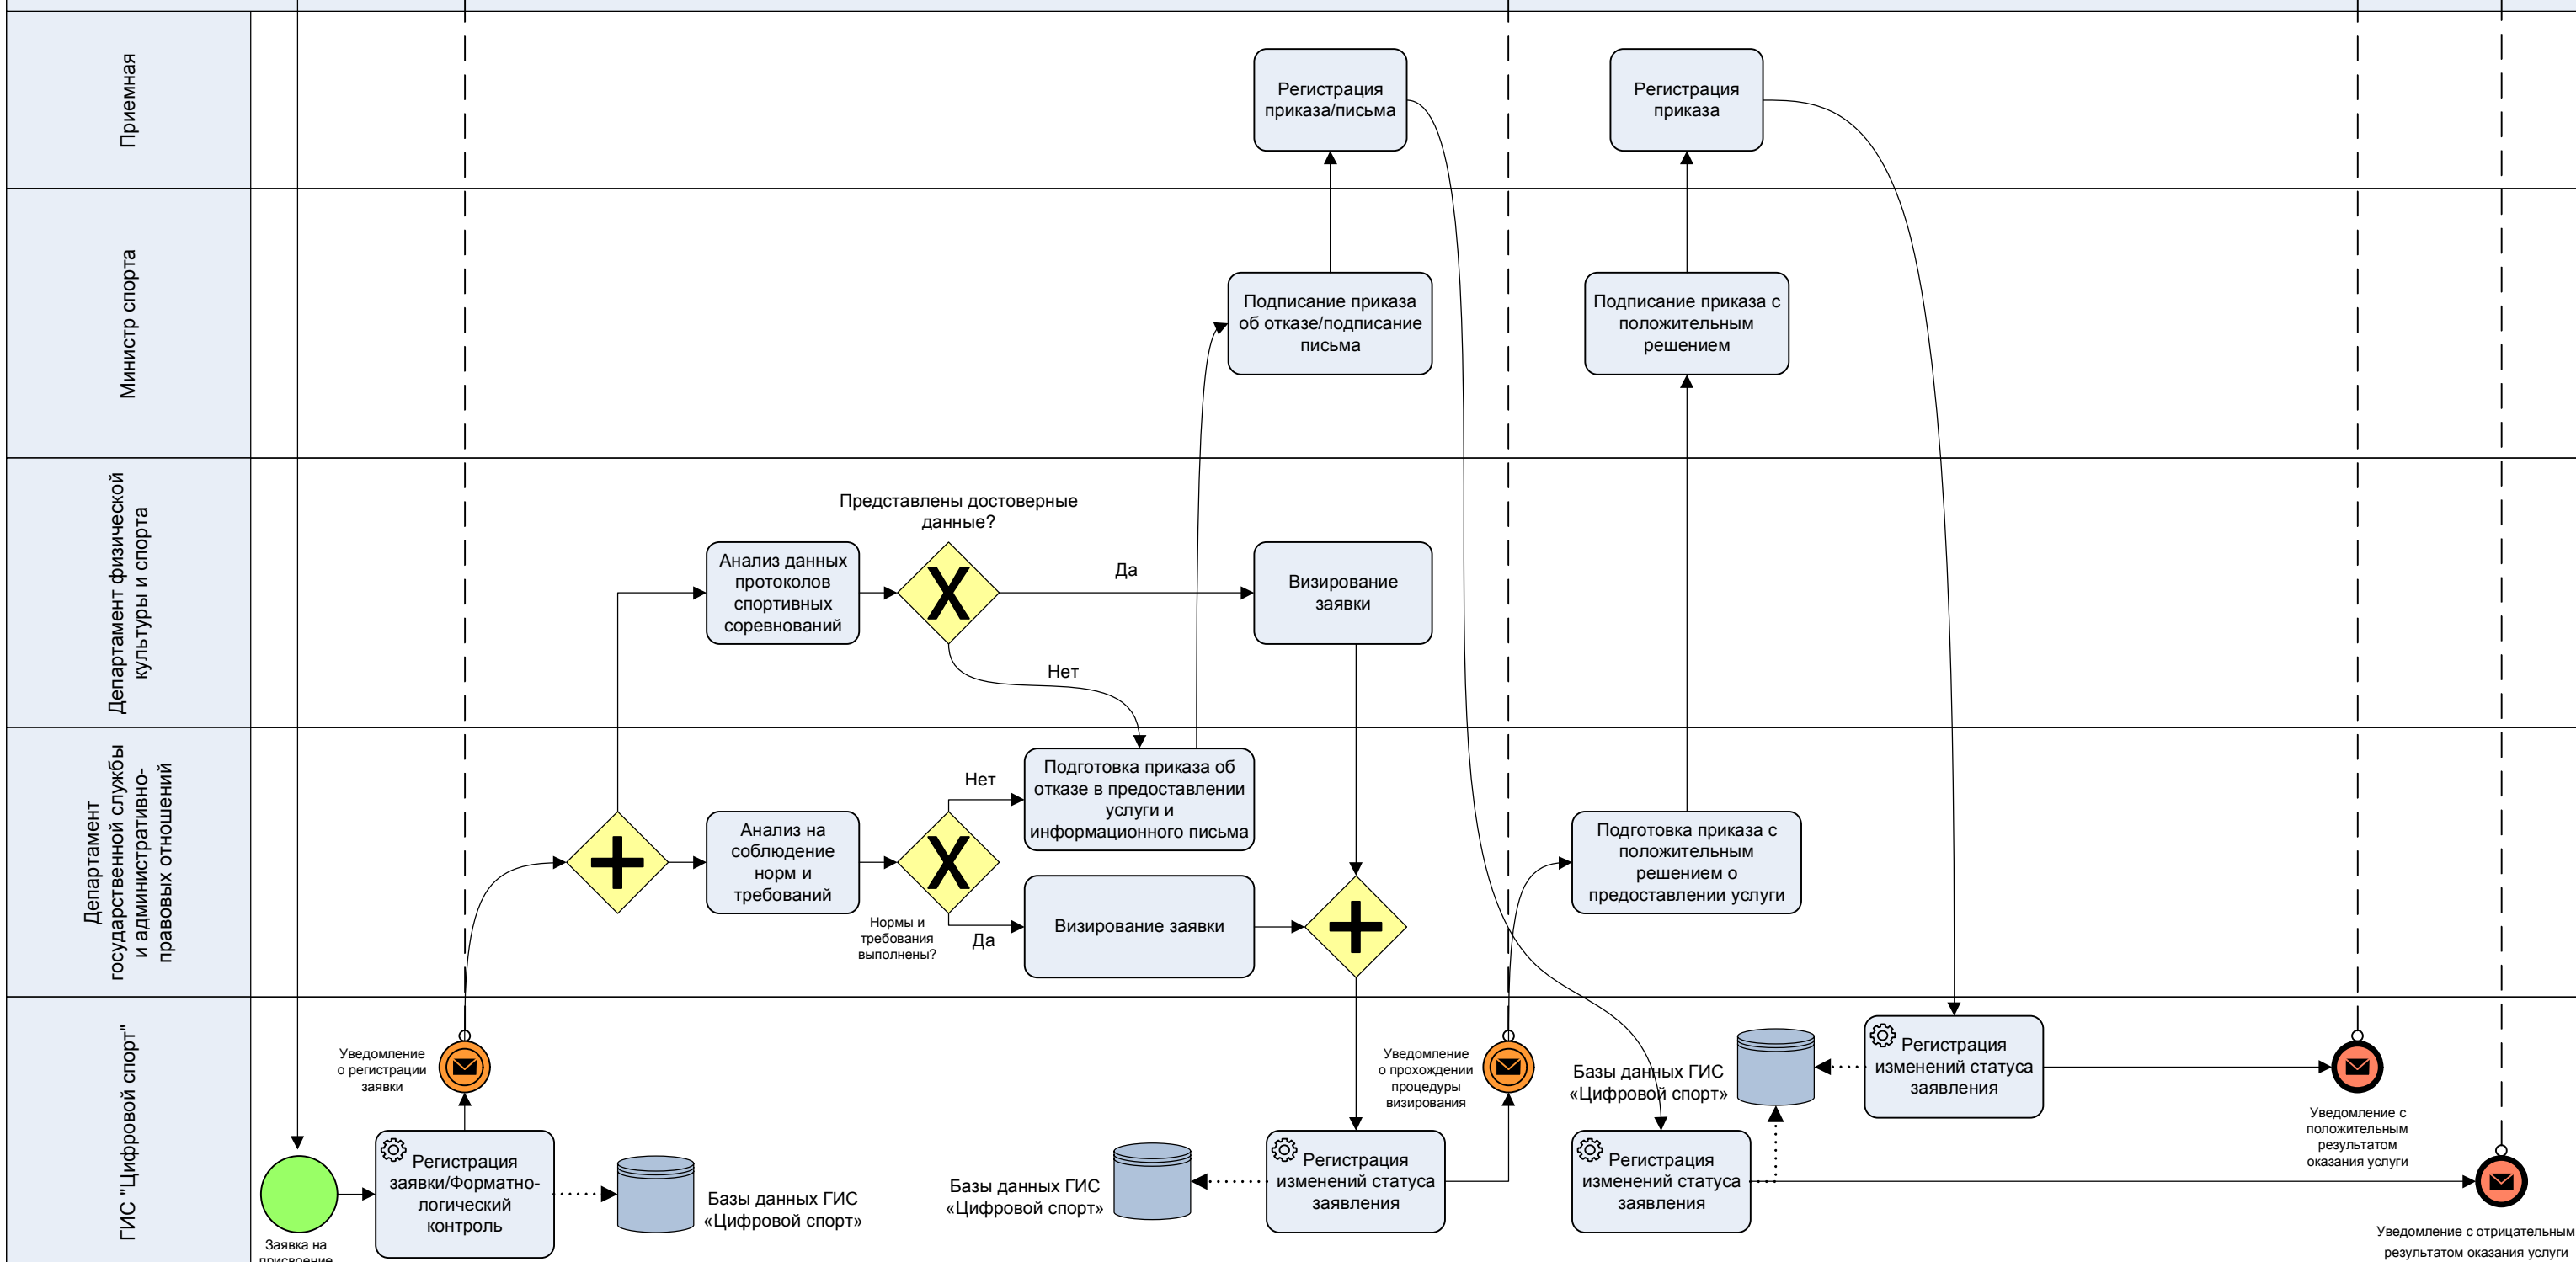 Приемная
Регистрация
приказа/письма
Регистрация
приказа
Министр спорта
Подписание приказа
об отказе/подписание
письма
Подписание приказа с
положительным
решением
Департамент физической
культуры и спорта
Представлены достоверные
данные?
Анализ данных
протоколов
спортивных
соревнований
X
Да
Визирование
заявки
Нет
Департамент
государственной службы
и административно-
правовых отношений
Анализ на
соблюдение
норм и
требований
X
Нет
Подготовка приказа об
отказе в предоставлении
услуги и
информационного письма
Нормы и
требования
выполнены?
Да
Визирование заявки
Подготовка приказа с
положительным
решением о
предоставлении услуги
ГИС "Цифровой спорт"
Заявка на
присвоение
Регистрация
заявки/Форматно-
логический
контроль
Уведомление
о регистрации
заявки
Базы данных ГИС
«Цифровой спорт»
Базы данных ГИС
«Цифровой спорт»
Регистрация
изменений статуса
заявления
Уведомление
о прохождении
процедуры
визирования
Базы данных ГИС
«Цифровой спорт»
Регистрация
изменений статуса
заявления
Регистрация
изменений статуса
заявления
Уведомление с
положительным
результатом
оказания услуги
Уведомление с отрицательным
результатом оказания услуги